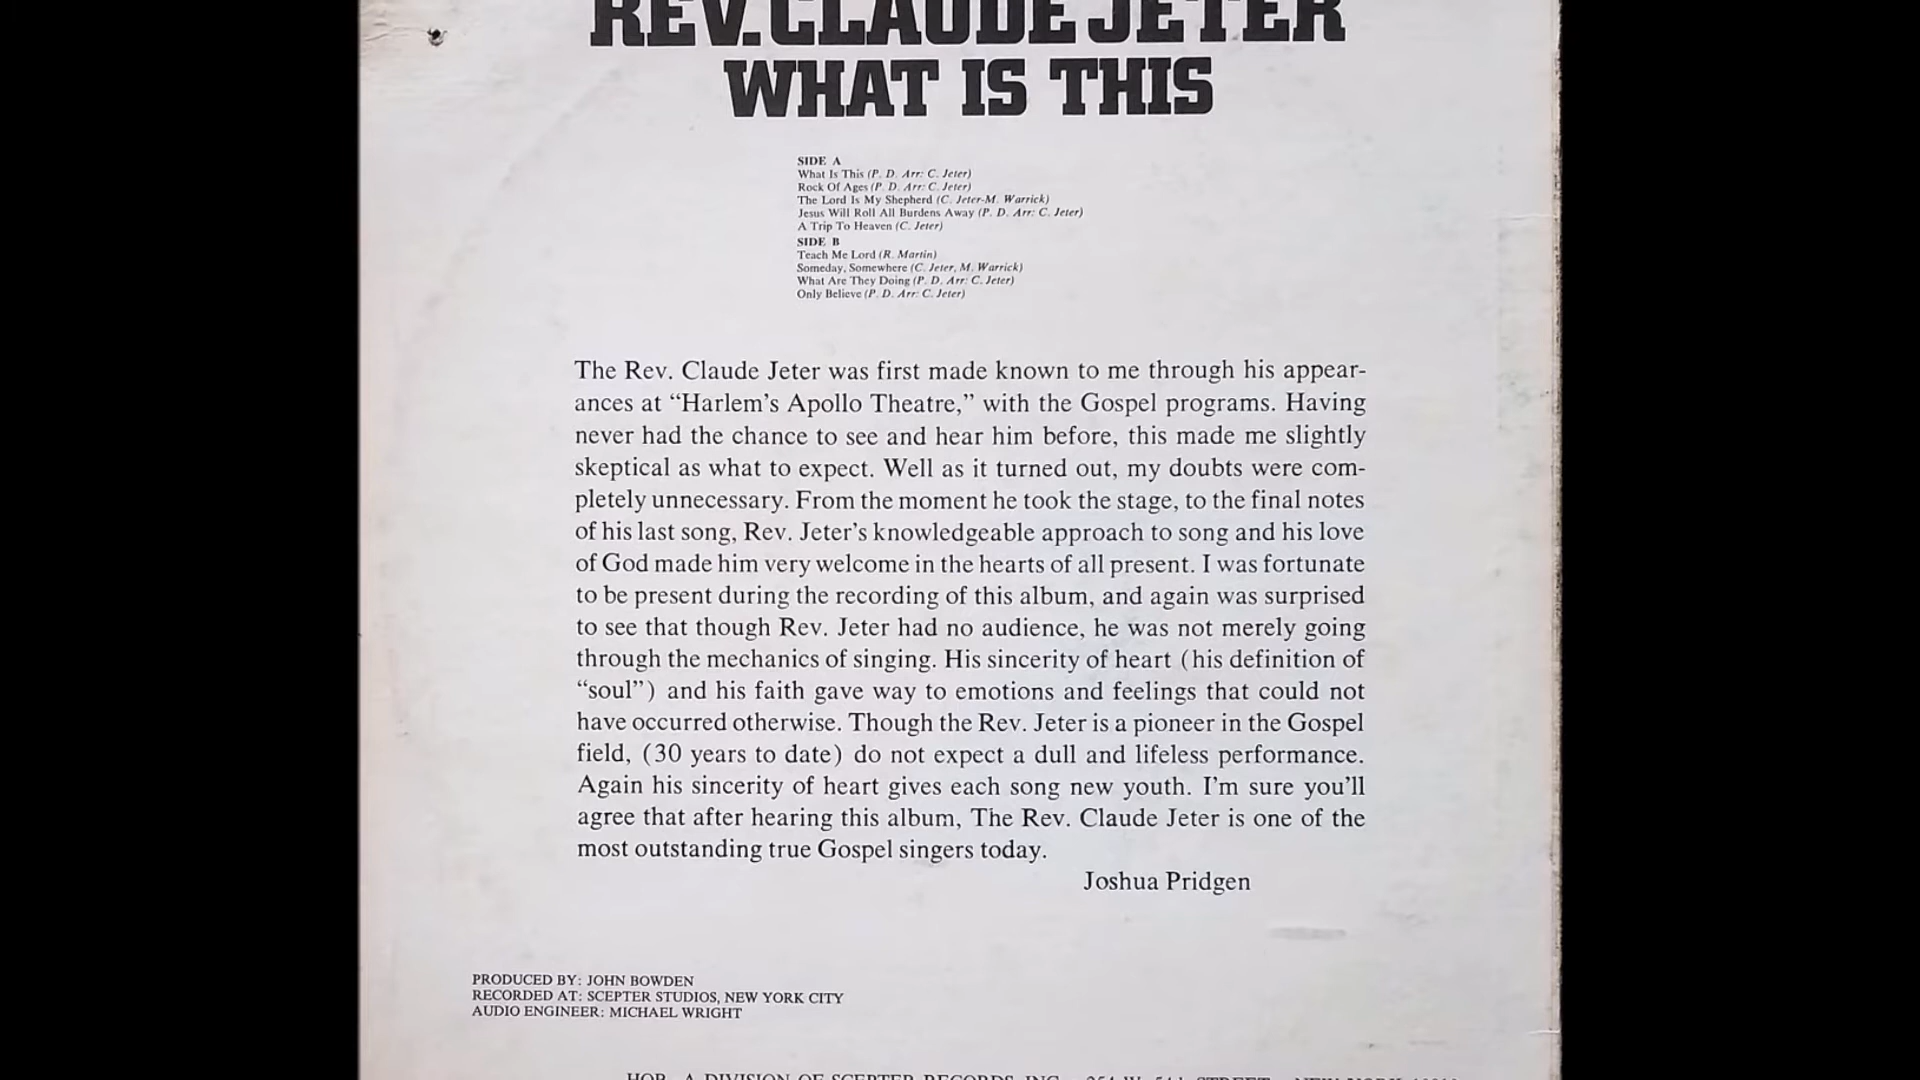 REV. CLAUDE JETER
WHAT IS THIS
SIDE A
What Is This (P. D. Arr: C. Jeter)
Rock Of Ages (P. D. Arr: C. Jeter)
The Lord Is My Shepherd (C. Jeter-M. Warrick)
Jesus Will Roll All Burdens Away (P. D. Arr: C. Jeter)
A Trip To Heaven (C. Jeter)
SIDE B
Teach Me Lord (R. Martin)
Someday, Somewhere (C. Jeter, M. Warrick)
What Are They Doing (P. D. Arr: C. Jeter)
Only Believe (P. D. Arr: C. Jeter)
The Rev. Claude Jeter was first made known to me through his appear-
ances at “Harlem’s Apollo Theatre,” with the Gospel programs. Having
never had the chance to see and hear him before, this made me slightly
skeptical as what to expect. Well as it turned out, my doubts were com-
pletely unnecessary. From the moment he took the stage, to the final notes
of his last song, Rev. Jeter’s knowledgeable approach to song and his love
of God made him very welcome in the hearts of all present. I was fortunate
to be present during the recording of this album, and again was surprised
to see that though Rev. Jeter had no audience, he was not merely going
through the mechanics of singing. His sincerity of heart (his definition of
“soul”) and his faith gave way to emotions and feelings that could not
have occurred otherwise. Though the Rev. Jeter is a pioneer in the Gospel
field, (30 years to date) do not expect a dull and lifeless performance.
Again his sincerity of heart gives each song new youth. I’m sure you’ll
agree that after hearing this album, The Rev. Claude Jeter is one of the
most outstanding true Gospel singers today.
Joshua Pridgen
PRODUCED BY: JOHN BOWDEN
RECORDED AT: SCEPTER STUDIOS, NEW YORK CITY
AUDIO ENGINEER: MICHAEL WRIGHT
A DIVISION OF SCEPTER RECORDS INC.